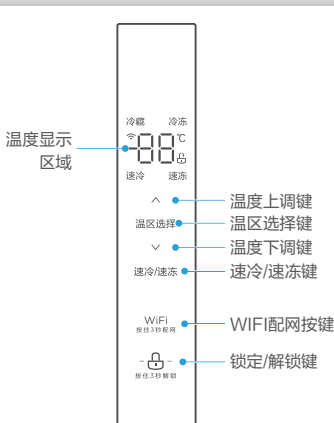 冷藏 冷冻
温度显示
区域
-88℃
速冷 速冻
温度上调键
温区选择 温区选择键
温度下调键
速冷/速冻 速冷/速冻键
WiFi WIFI配网按键
按住3秒配网
锁定/解锁键
按住3秒解锁